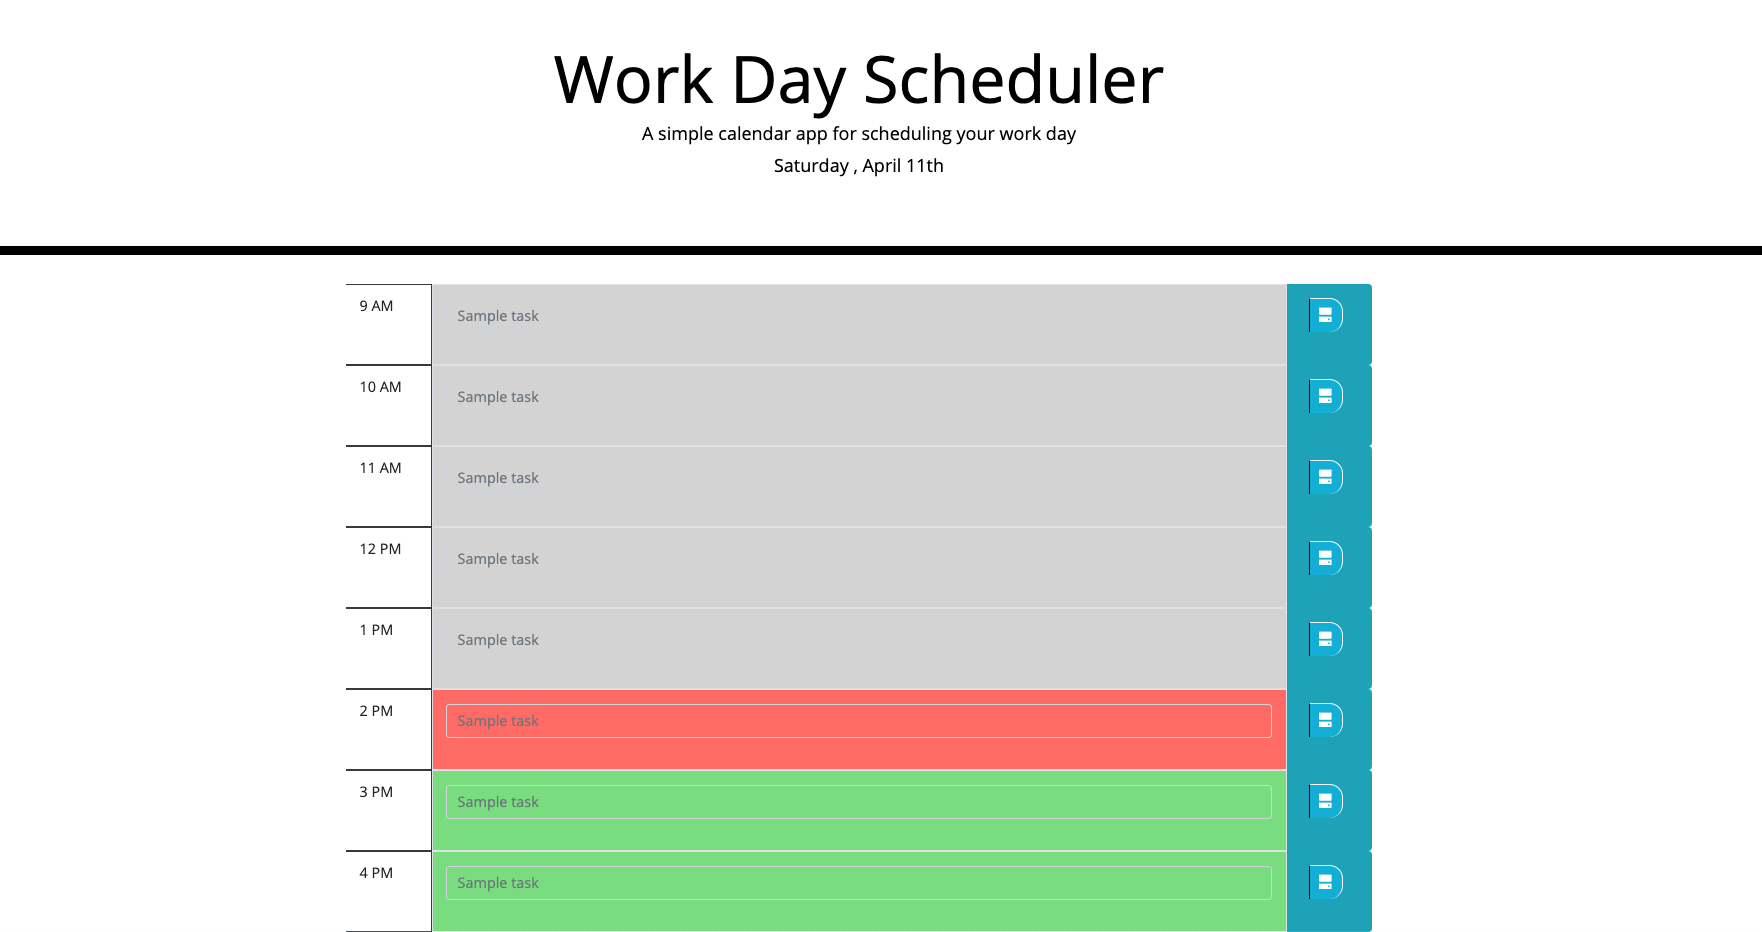 Work Day Scheduler
A simple calendar app for scheduling your work day
Saturday , April 11th
9 AM
Sample task
10 AM
Sample task
11 AM
Sample task
12 PM
Sample task
1 PM
Sample task
2 PM
Sample task
3 PM
Sample task
4 PM
Sample task